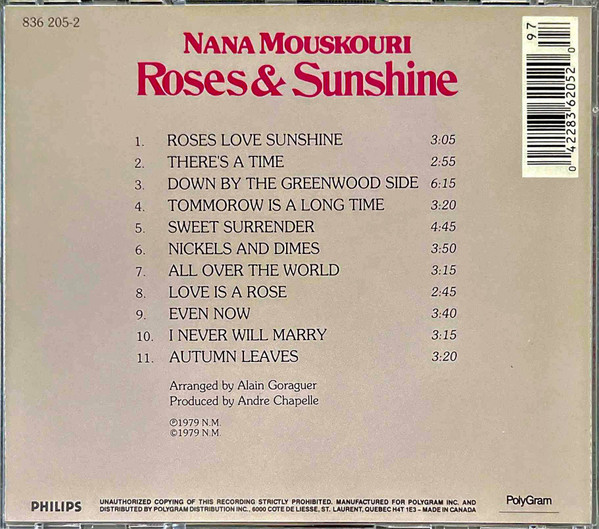 836 205-2
NANA MOUSKOURI
Roses & Sunshine
97
0 42283 62052 0
1. ROSES LOVE SUNSHINE 3:05
2. THERE'S A TIME 2:55
3. DOWN BY THE GREENWOOD SIDE 6:15
4. TOMMOROW IS A LONG TIME 3:20
5. SWEET SURRENDER 4:45
6. NICKELS AND DIMES 3:50
7. ALL OVER THE WORLD 3:15
8. LOVE IS A ROSE 2:45
9. EVEN NOW 3:40
10. I NEVER WILL MARRY 3:15
11. AUTUMN LEAVES 3:20
Arranged by Alain Goraguer
Produced by Andre Chapelle
℗1979 N.M.
©1979 N.M.
PHILIPS
UNAUTHORIZED COPYING OF THIS RECORDING STRICTLY PROHIBITED. MANUFACTURED FOR POLYGRAM INC. AND
DISTRIBUTED BY POLYGRAM DISTRIBUTION INC., 6000 COTE DE LIESSE, ST. LAURENT, QUEBEC H4T 1E3 – MADE IN CANADA
PolyGram